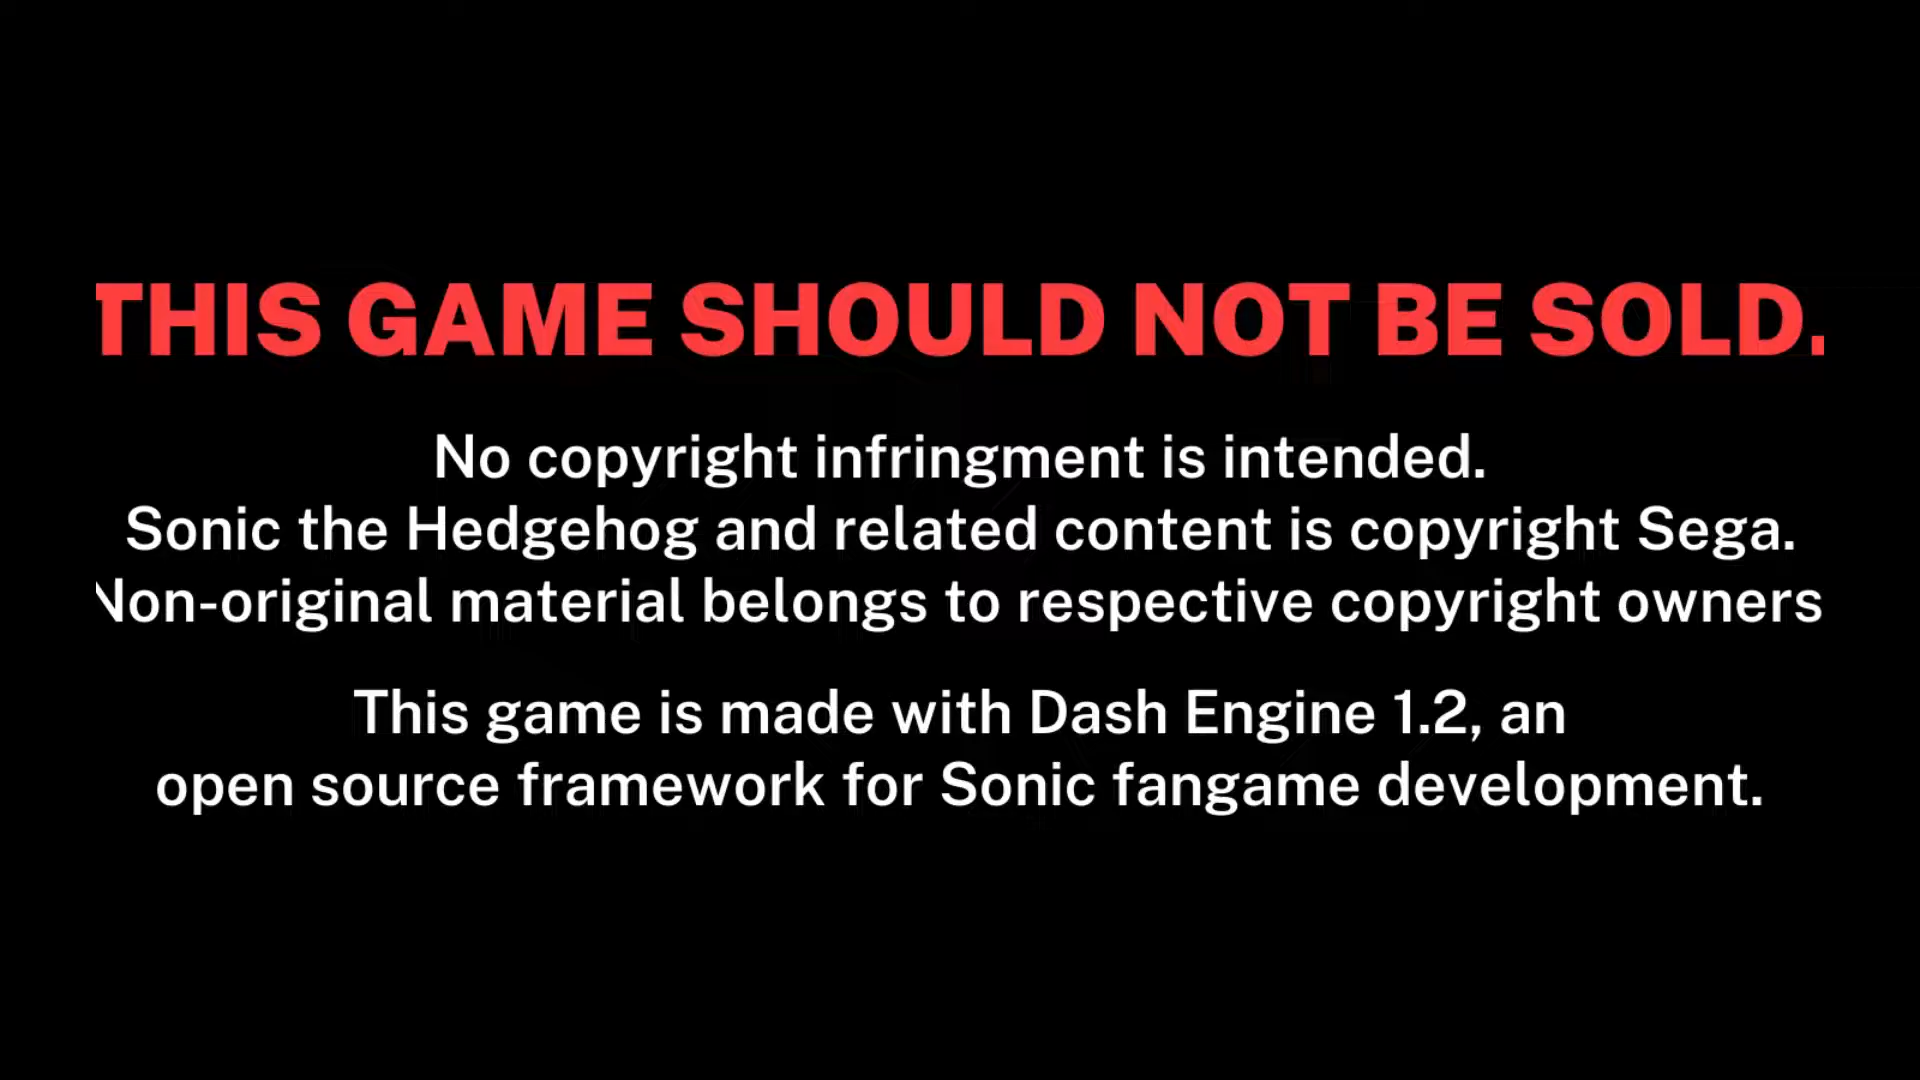 THIS GAME SHOULD NOT BE SOLD.
No copyright infringment is intended.
Sonic the Hedgehog and related content is copyright Sega.
Non-original material belongs to respective copyright owners
This game is made with Dash Engine 1.2, an
open source framework for Sonic fangame development.